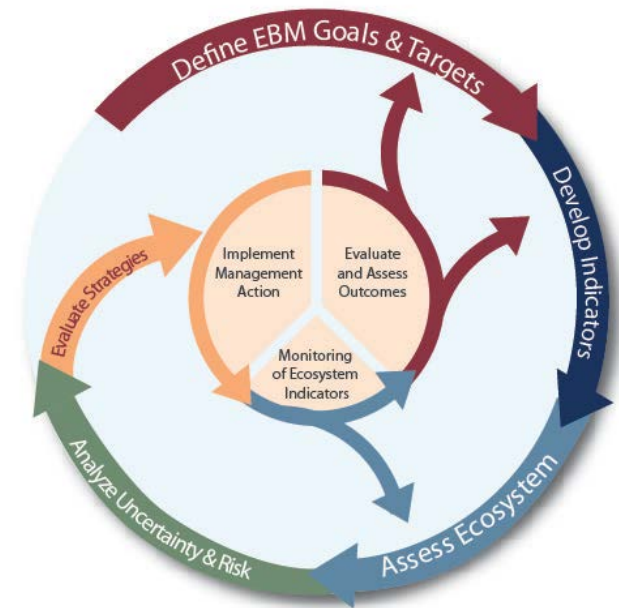 Define EBM Goals & Targets
Develop Indicators
Assess Ecosystem
Analyze Uncertainty & Risk
Evaluate Strategies
Implement
Management
Action
Evaluate
and Assess
Outcomes
Monitoring
of Ecosystem
Indicators